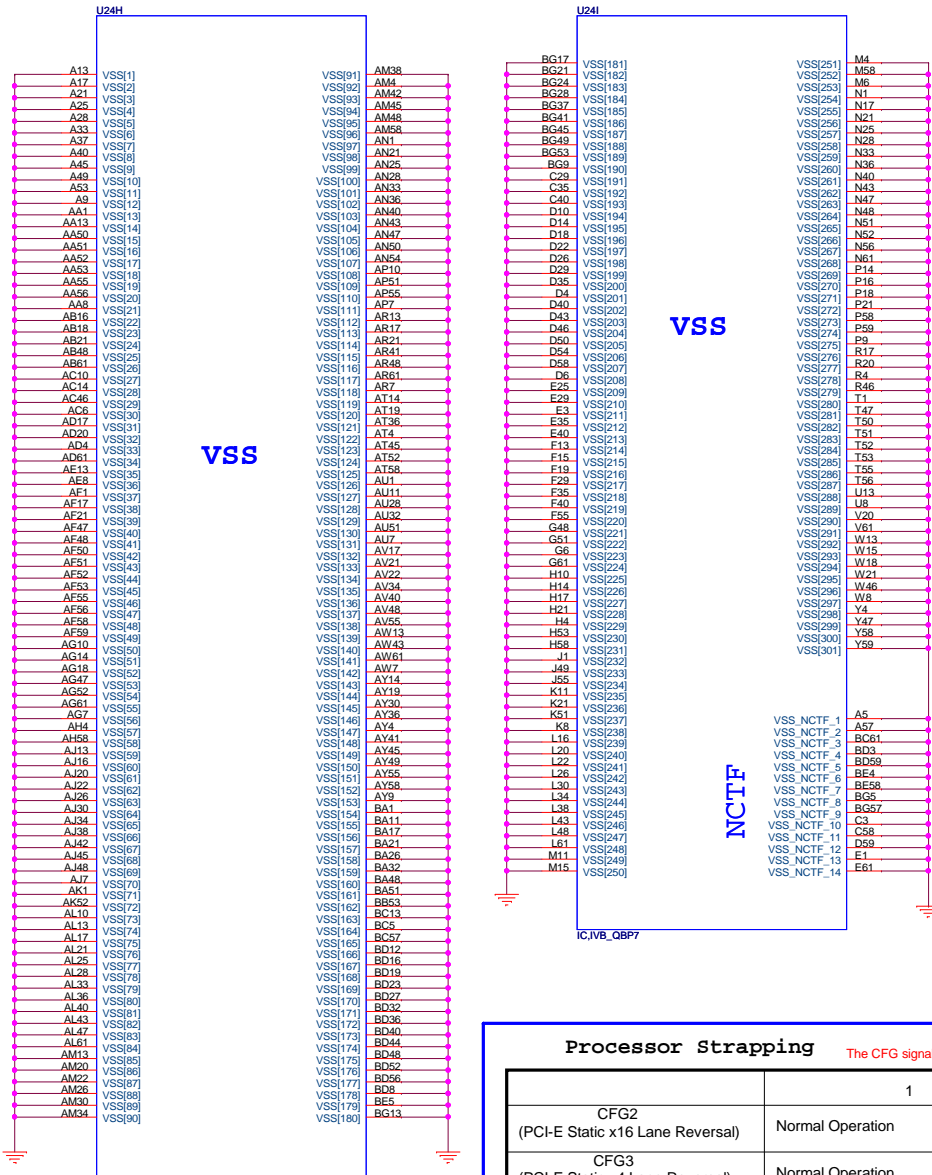 U24H
A13 VSS[1] VSS[91] AM38
A17 VSS[2] VSS[92] AM4
A21 VSS[3] VSS[93] AM42
A25 VSS[4] VSS[94] AM45
A28 VSS[5] VSS[95] AM48
A33 VSS[6] VSS[96] AM58
A37 VSS[7] VSS[97] AN1
A40 VSS[8] VSS[98] AN21
A45 VSS[9] VSS[99] AN25
A49 VSS[10] VSS[100] AN28
A53 VSS[11] VSS[101] AN33
A9 VSS[12] VSS[102] AN36
AA1 VSS[13] VSS[103] AN40
AA13 VSS[14] VSS[104] AN43
AA50 VSS[15] VSS[105] AN47
AA51 VSS[16] VSS[106] AN50
AA52 VSS[17] VSS[107] AN54
AA53 VSS[18] VSS[108] AP10
AA55 VSS[19] VSS[109] AP51
AA56 VSS[20] VSS[110] AP55
AA8 VSS[21] VSS[111] AP7
AB16 VSS[22] VSS[112] AR13
AB18 VSS[23] VSS[113] AR17
AB21 VSS[24] VSS[114] AR21
AB48 VSS[25] VSS[115] AR41
AB61 VSS[26] VSS[116] AR48
AC10 VSS[27] VSS[117] AR61
AC14 VSS[28] VSS[118] AR7
AC46 VSS[29] VSS[119] AT14
AC6 VSS[30] VSS[120] AT19
AD17 VSS[31] VSS[121] AT36
AD20 VSS[32] VSS[122] AT4
AD4 VSS[33] VSS[123] AT45
AD61 VSS[34] VSS[124] AT52
AE13 VSS[35] VSS[125] AT58
AE8 VSS[36] VSS[126] AU1
AF1 VSS[37] VSS[127] AU11
AF17 VSS[38] VSS[128] AU28
AF21 VSS[39] VSS[129] AU32
AF47 VSS[40] VSS[130] AU51
AF48 VSS[41] VSS[131] AU7
AF50 VSS[42] VSS[132] AV17
AF51 VSS[43] VSS[133] AV21
AF52 VSS[44] VSS[134] AV22
AF53 VSS[45] VSS[135] AV34
AF55 VSS[46] VSS[136] AV40
AF56 VSS[47] VSS[137] AV48
AF58 VSS[48] VSS[138] AV55
AF59 VSS[49] VSS[139] AW13
AG10 VSS[50] VSS[140] AW43
AG14 VSS[51] VSS[141] AW61
AG18 VSS[52] VSS[142] AW7
AG47 VSS[53] VSS[143] AY14
AG52 VSS[54] VSS[144] AY19
AG61 VSS[55] VSS[145] AY30
AG7 VSS[56] VSS[146] AY36
AH4 VSS[57] VSS[147] AY4
AH58 VSS[58] VSS[148] AY41
AJ13 VSS[59] VSS[149] AY45
AJ16 VSS[60] VSS[150] AY49
AJ20 VSS[61] VSS[151] AY55
AJ22 VSS[62] VSS[152] AY58
AJ26 VSS[63] VSS[153] AY9
AJ30 VSS[64] VSS[154] BA1
AJ34 VSS[65] VSS[155] BA11
AJ38 VSS[66] VSS[156] BA17
AJ42 VSS[67] VSS[157] BA21
AJ45 VSS[68] VSS[158] BA26
AJ48 VSS[69] VSS[159] BA32
AJ7 VSS[70] VSS[160] BA48
AK1 VSS[71] VSS[161] BA51
AK52 VSS[72] VSS[162] BB53
AL10 VSS[73] VSS[163] BC13
AL13 VSS[74] VSS[164] BC5
AL17 VSS[75] VSS[165] BC57
AL21 VSS[76] VSS[166] BD12
AL25 VSS[77] VSS[167] BD16
AL28 VSS[78] VSS[168] BD19
AL33 VSS[79] VSS[169] BD23
AL36 VSS[80] VSS[170] BD27
AL40 VSS[81] VSS[171] BD32
AL43 VSS[82] VSS[172] BD36
AL47 VSS[83] VSS[173] BD40
AL61 VSS[84] VSS[174] BD44
AM13 VSS[85] VSS[175] BD48
AM20 VSS[86] VSS[176] BD52
AM22 VSS[87] VSS[177] BD56
AM26 VSS[88] VSS[178] BD8
AM30 VSS[89] VSS[179] BE5
AM34 VSS[90] VSS[180] BG13
VSS
U24I
BG17 VSS[181] VSS[251] M4
BG21 VSS[182] VSS[252] M58
BG24 VSS[183] VSS[253] M6
BG28 VSS[184] VSS[254] N1
BG37 VSS[185] VSS[255] N17
BG41 VSS[186] VSS[256] N21
BG45 VSS[187] VSS[257] N25
BG49 VSS[188] VSS[258] N28
BG53 VSS[189] VSS[259] N33
BG9 VSS[190] VSS[260] N36
C29 VSS[191] VSS[261] N40
C35 VSS[192] VSS[262] N43
C40 VSS[193] VSS[263] N47
D10 VSS[194] VSS[264] N48
D14 VSS[195] VSS[265] N51
D18 VSS[196] VSS[266] N52
D22 VSS[197] VSS[267] N56
D26 VSS[198] VSS[268] N61
D29 VSS[199] VSS[269] P14
D35 VSS[200] VSS[270] P16
D4 VSS[201] VSS[271] P18
D40 VSS[202] VSS[272] P21
D43 VSS[203] VSS[273] P58
D46 VSS[204] VSS[274] P59
D50 VSS[205] VSS[275] P9
D54 VSS[206] VSS[276] R17
D58 VSS[207] VSS[277] R20
D6 VSS[208] VSS[278] R4
E25 VSS[209] VSS[279] R46
E29 VSS[210] VSS[280] T1
E3 VSS[211] VSS[281] T47
E35 VSS[212] VSS[282] T50
E40 VSS[213] VSS[283] T51
F13 VSS[214] VSS[284] T52
F15 VSS[215] VSS[285] T53
F19 VSS[216] VSS[286] T55
F29 VSS[217] VSS[287] T56
F35 VSS[218] VSS[288] U13
F40 VSS[219] VSS[289] U8
F55 VSS[220] VSS[290] V20
G48 VSS[221] VSS[291] V61
G51 VSS[222] VSS[292] W13
G6 VSS[223] VSS[293] W15
G61 VSS[224] VSS[294] W18
H10 VSS[225] VSS[295] W21
H14 VSS[226] VSS[296] W46
H17 VSS[227] VSS[297] W8
H21 VSS[228] VSS[298] Y4
H4 VSS[229] VSS[299] Y47
H53 VSS[230] VSS[300] Y58
H58 VSS[231] VSS[301] Y59
J1 VSS[232]
J49 VSS[233]
J55 VSS[234]
K11 VSS[235]
K21 VSS[236]
K51 VSS[237] VSS_NCTF_1 A5
K8 VSS[238] VSS_NCTF_2 A57
L16 VSS[239] VSS_NCTF_3 BC61
L20 VSS[240] VSS_NCTF_4 BD3
L22 VSS[241] VSS_NCTF_5 BD59
L26 VSS[242] VSS_NCTF_6 BE4
L30 VSS[243] VSS_NCTF_7 BE58
L34 VSS[244] VSS_NCTF_8 BG5
L38 VSS[245] VSS_NCTF_9 BG57
L43 VSS[246] VSS_NCTF_10 C3
L48 VSS[247] VSS_NCTF_11 C58
L61 VSS[248] VSS_NCTF_12 D59
M11 VSS[249] VSS_NCTF_13 E1
M15 VSS[250] VSS_NCTF_14 E61
VSS
NCTF
IC,IVB_QBP7
Processor Strapping The CFG signa
1
CFG2
(PCI-E Static x16 Lane Reversal) Normal Operation
CFG3
Normal Operation